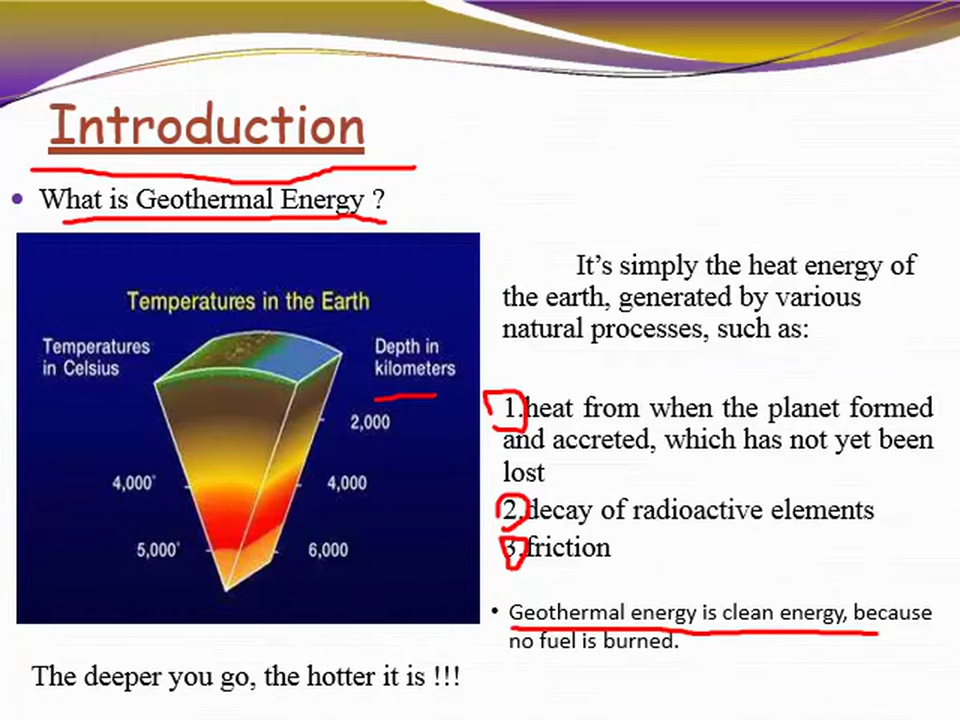 Introduction
What is Geothermal Energy ?
Temperatures in the Earth
Temperatures
in Celsius
Depth in
kilometers
2,000
4,000°
4,000
5,000°
6,000
It's simply the heat energy of
the earth, generated by various
natural processes, such as:
1.heat from when the planet formed
and accreted, which has not yet been
lost
2.decay of radioactive elements
3.friction
• Geothermal energy is clean energy, because
no fuel is burned.
The deeper you go, the hotter it is !!!